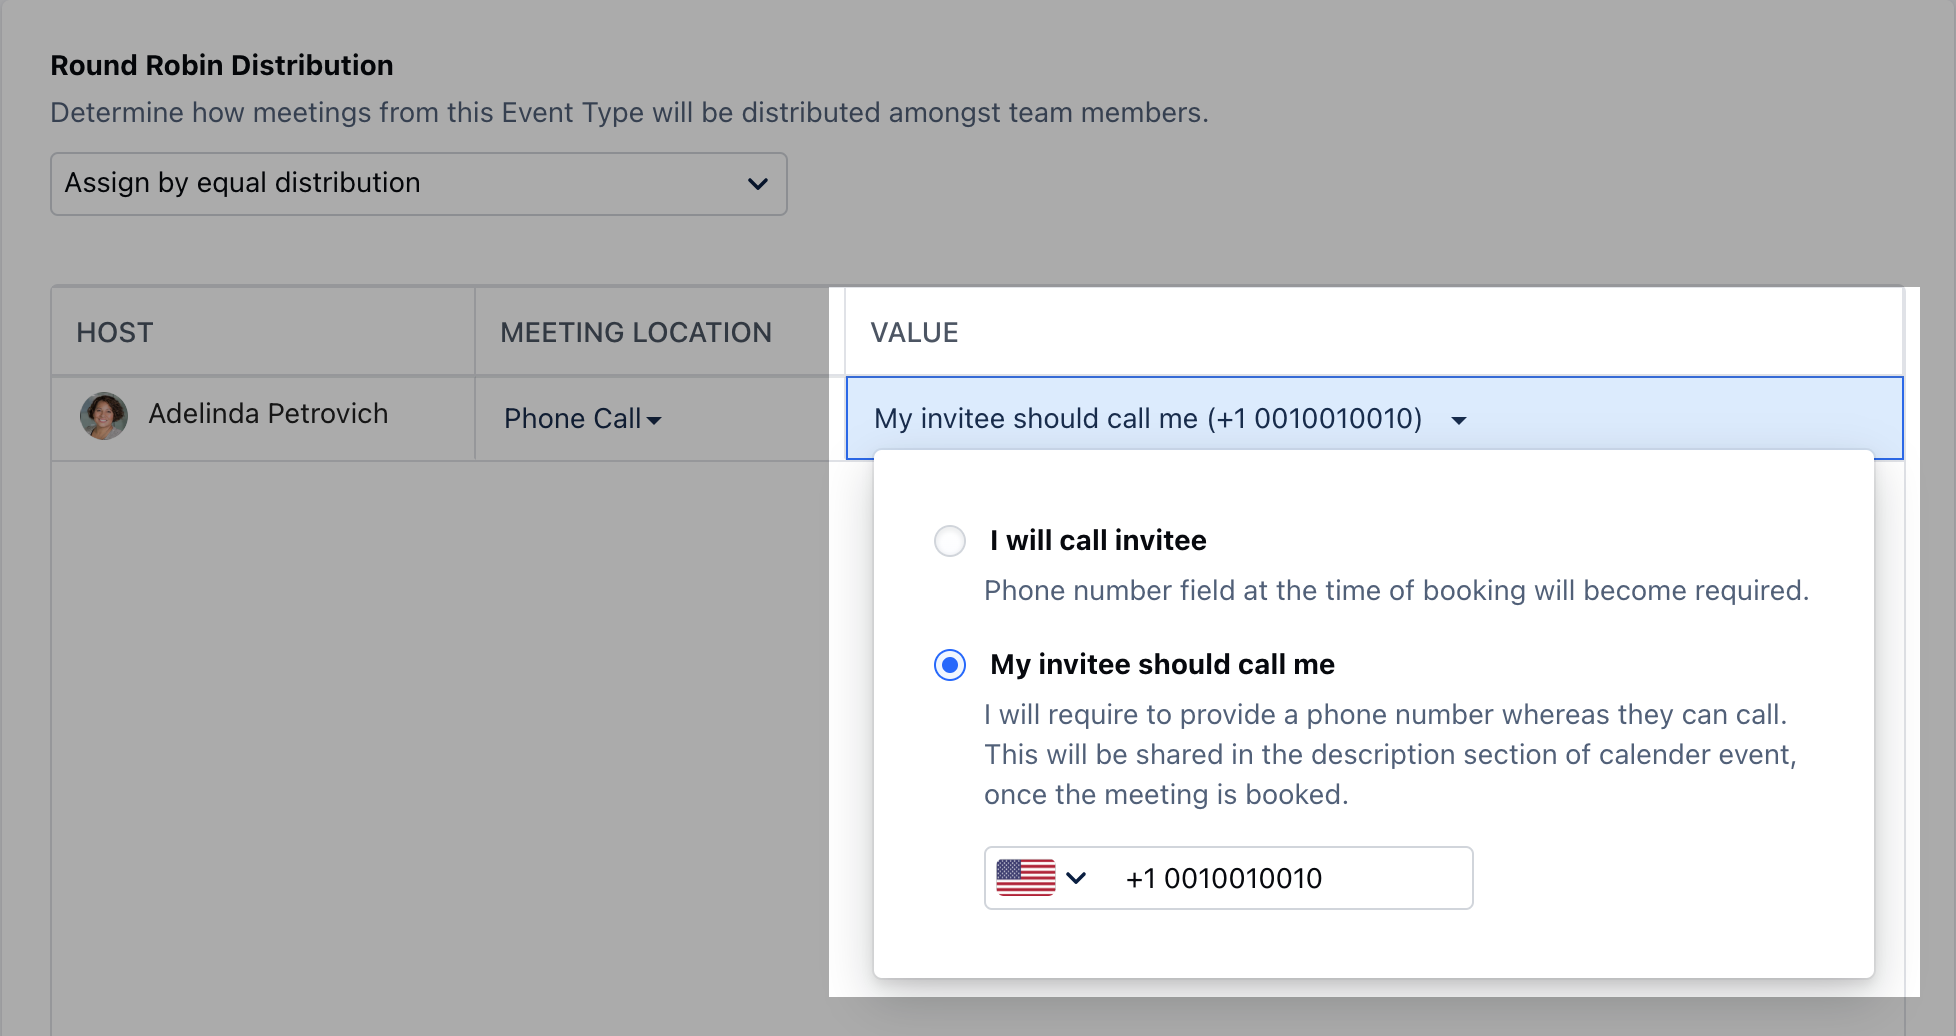 Round Robin Distribution
Determine how meetings from this Event Type will be distributed amongst team members.
Assign by equal distribution
HOST
MEETING LOCATION
VALUE
Adelinda Petrovich
Phone Call
My invitee should call me (+1 0010010010)
I will call invitee
Phone number field at the time of booking will become required.
My invitee should call me
I will require to provide a phone number whereas they can call.
This will be shared in the description section of calender event,
once the meeting is booked.
+1 0010010010